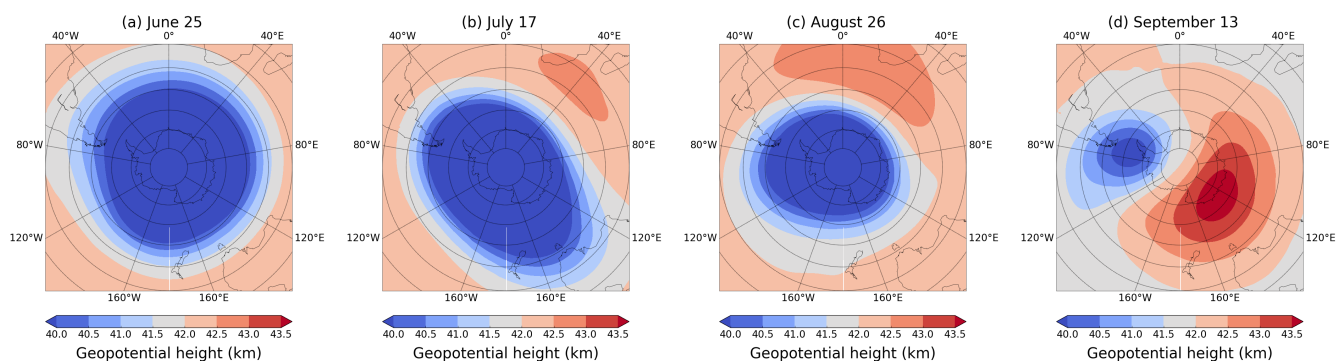 (a) June 25 (b) July 17 (c) August 26 (d) September 13
40°W 0° 40°E 40°W 0° 40°E 40°W 0° 40°E 40°W 0° 40°E
80°W 80°E 80°W 80°E 80°W 80°E 80°W 80°E
120°W 120°E 120°W 120°E 120°W 120°E 120°W 120°E
160°W 160°E 160°W 160°E 160°W 160°E 160°W 160°E
40.0 40.5 41.0 41.5 42.0 42.5 43.0 43.5 40.0 40.5 41.0 41.5 42.0 42.5 43.0 43.5 40.0 40.5 41.0 41.5 42.0 42.5 43.0 43.5 40.0 40.5 41.0 41.5 42.0 42.5 43.0 43.5
Geopotential height (km) Geopotential height (km) Geopotential height (km) Geopotential height (km)